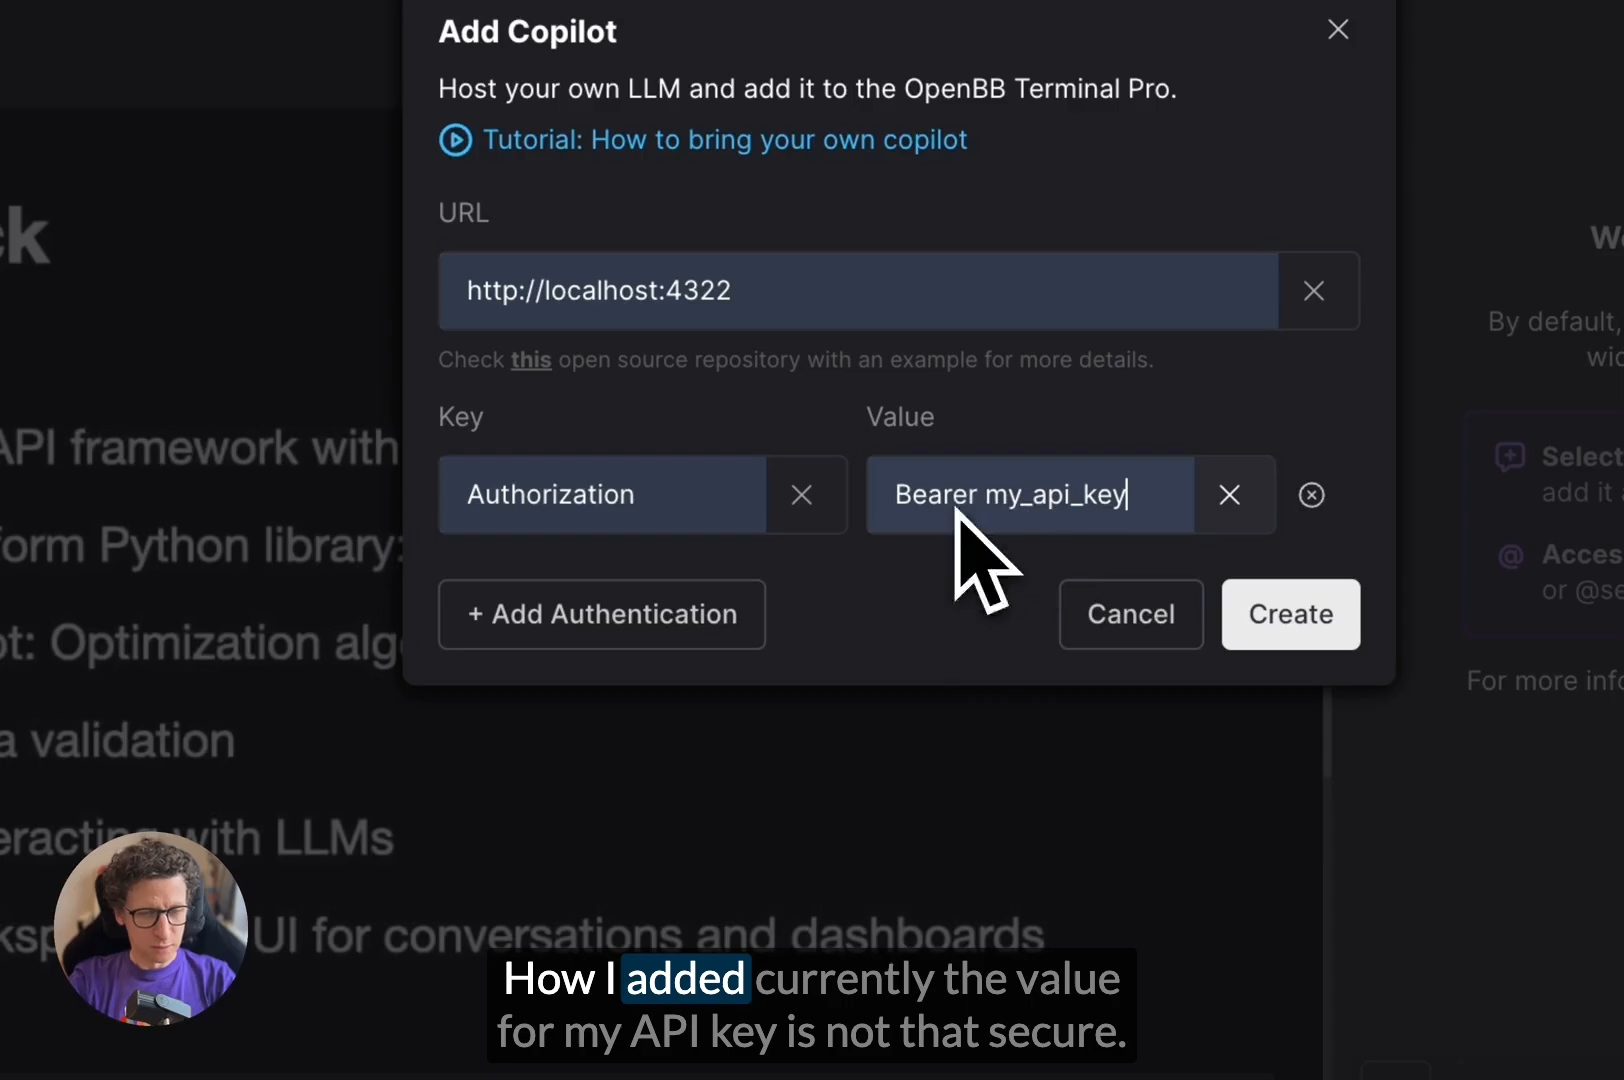 Add Copilot
Host your own LLM and add it to the OpenBB Terminal Pro.
Tutorial: How to bring your own copilot
URL
http://localhost:4322
Check this open source repository with an example for more details.
Key Value
Authorization Bearer my_api_key
+ Add Authentication Cancel Create
ck
API framework with
form Python library:
ot: Optimization algo
a validation
eracting with LLMs
ksp UI for conversations and dashboards
By default,
Select
add it a
Acces
or @se
For more info
How I added currently the value
for my API key is not that secure.